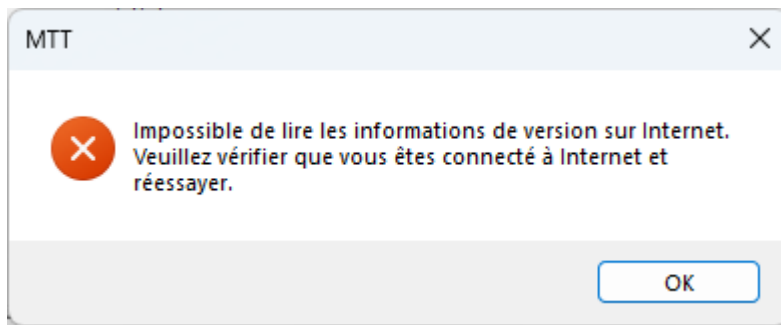 MTT
Impossible de lire les informations de version sur Internet.
Veuillez vérifier que vous êtes connecté à Internet et
réessayer.
OK